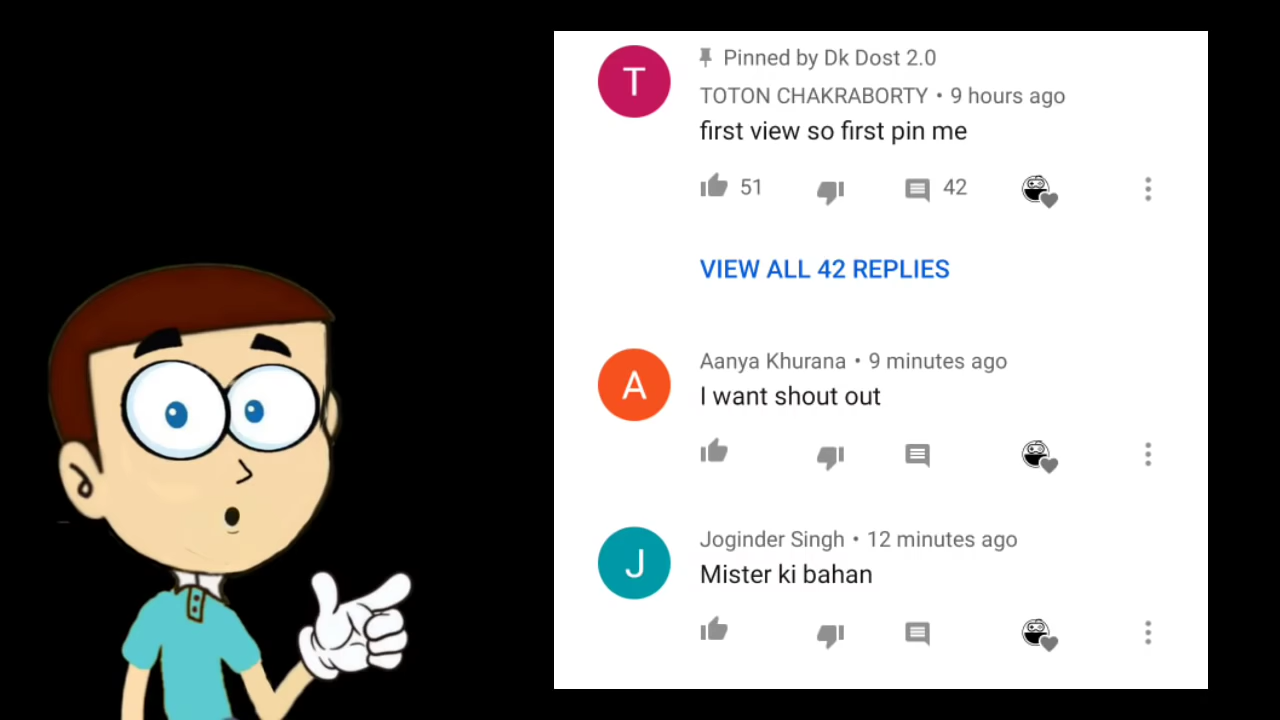 T
Pinned by Dk Dost 2.0
TOTON CHAKRABORTY • 9 hours ago
first view so first pin me
51
42
VIEW ALL 42 REPLIES
A
Aanya Khurana • 9 minutes ago
I want shout out
J
Joginder Singh • 12 minutes ago
Mister ki bahan